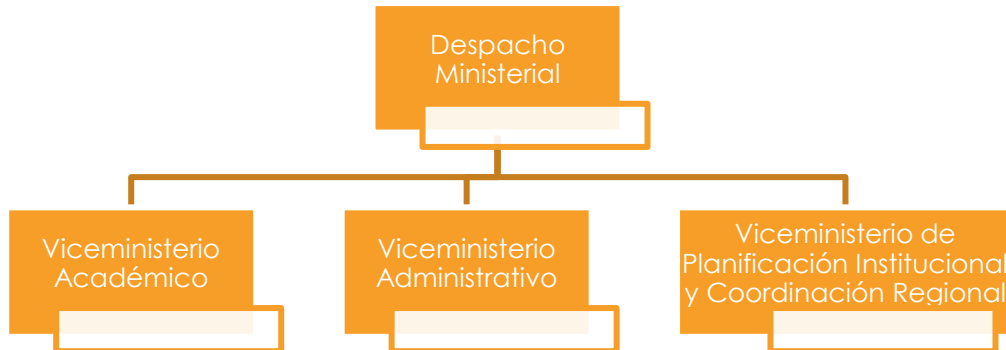 Despacho
Ministerial
Viceministerio
Académico
Viceministerio
Administrativo
Viceministerio de
Planificación Institucional
y Coordinación Regional